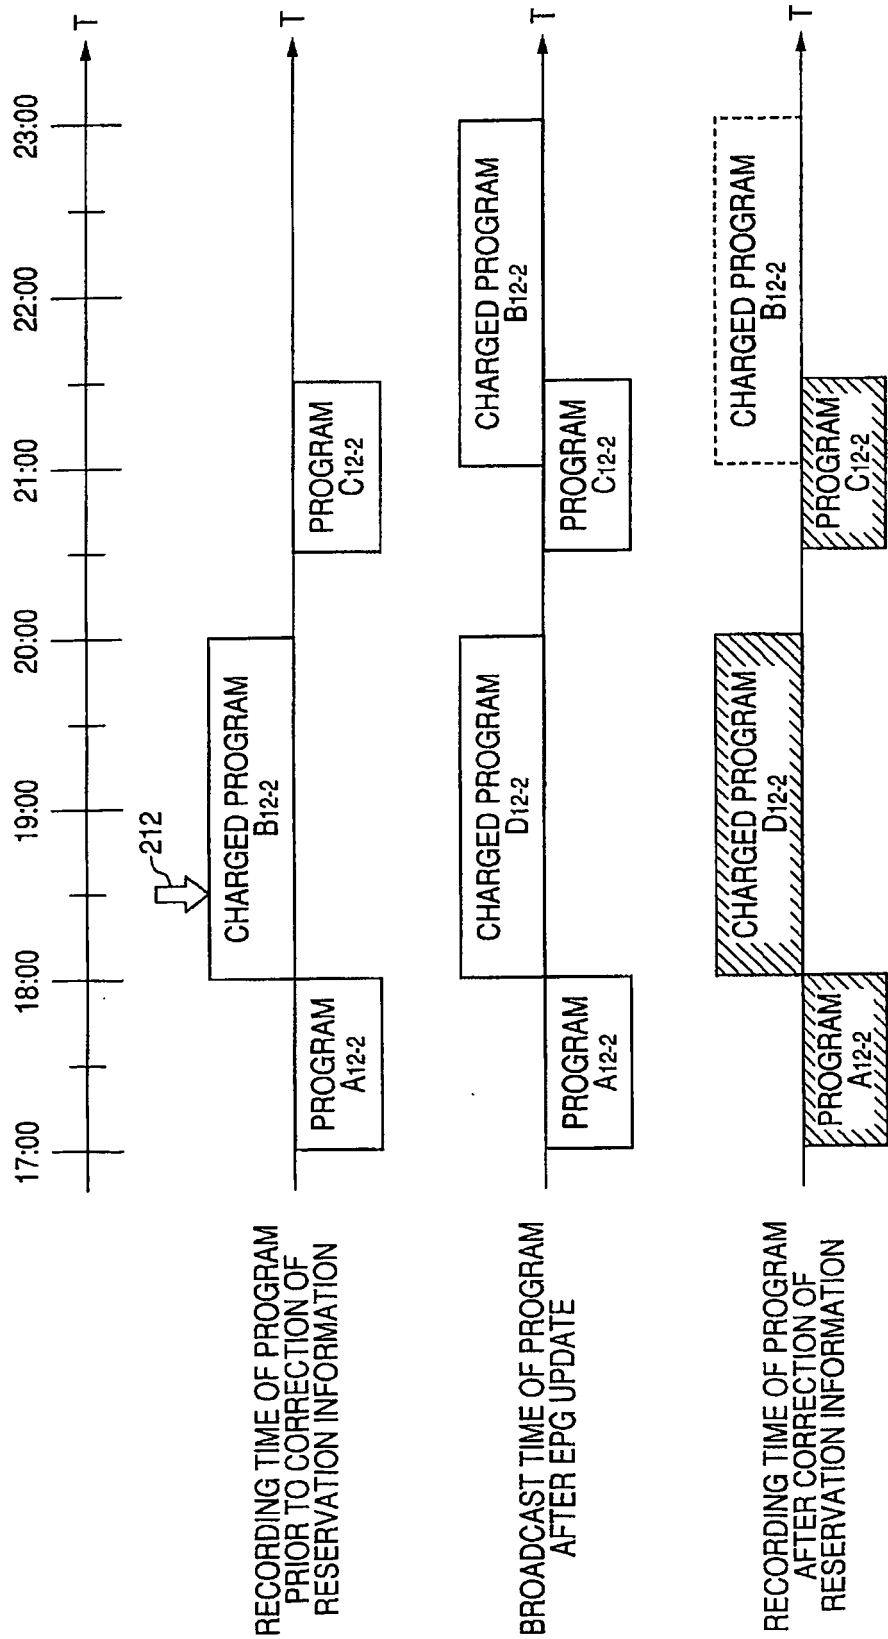 17:00 18:00 19:00 20:00 21:00 22:00 23:00
T
212
RECORDING TIME OF PROGRAM
PRIOR TO CORRECTION OF
RESERVATION INFORMATION
PROGRAM
A12-2
CHARGED PROGRAM
B12-2
PROGRAM
C12-2
T
BROADCAST TIME OF PROGRAM
AFTER EPG UPDATE
PROGRAM
A12-2
CHARGED PROGRAM
D12-2
PROGRAM
C12-2
CHARGED PROGRAM
B12-2
T
RECORDING TIME OF PROGRAM
AFTER CORRECTION OF
RESERVATION INFORMATION
PROGRAM
A12-2
CHARGED PROGRAM
D12-2
PROGRAM
C12-2
CHARGED PROGRAM
B12-2
T